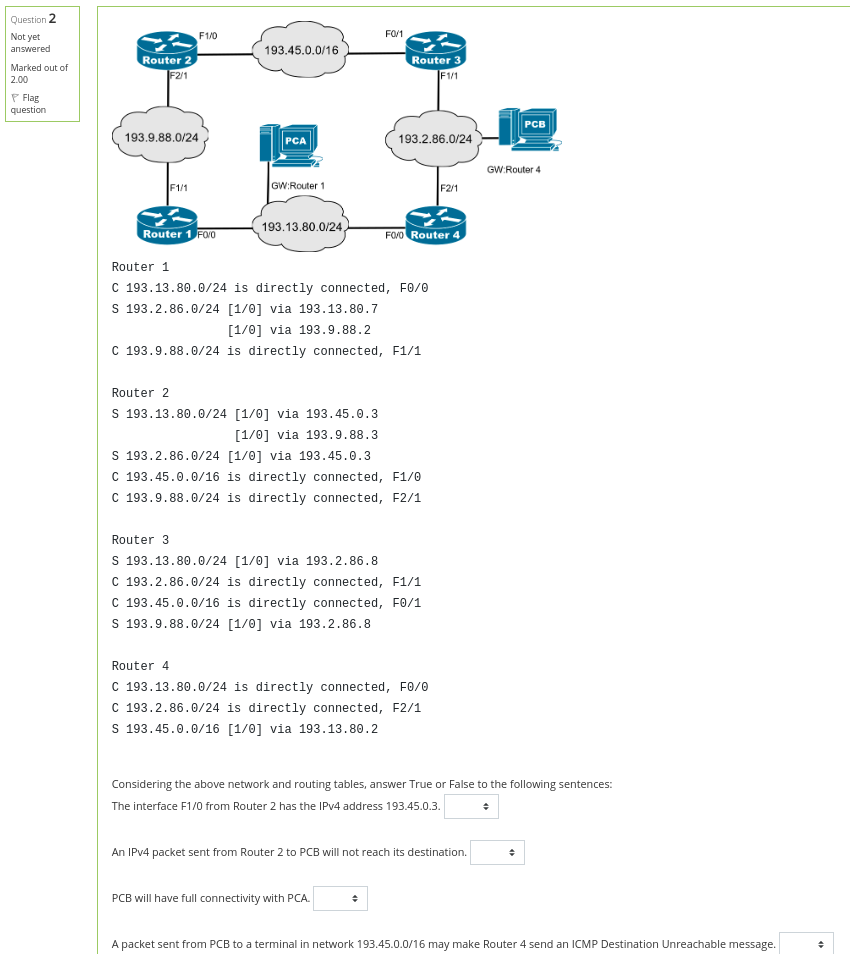 Question 2
Not yet
answered
Marked out of
2.00
Flag
question
F1/0
F0/1
193.45.0.0/16
Router 2
Router 3
F2/1
F1/1
193.9.88.0/24
PCA
193.2.86.0/24
PCB
GW:Router 4
F1/1
GW:Router 1
F2/1
193.13.80.0/24
Router 1
F0/0
F0/0
Router 4
Router 1
C 193.13.80.0/24 is directly connected, F0/0
S 193.2.86.0/24 [1/0] via 193.13.80.7
[1/0] via 193.9.88.2
C 193.9.88.0/24 is directly connected, F1/1
Router 2
S 193.13.80.0/24 [1/0] via 193.45.0.3
[1/0] via 193.9.88.3
S 193.2.86.0/24 [1/0] via 193.45.0.3
C 193.45.0.0/16 is directly connected, F1/0
C 193.9.88.0/24 is directly connected, F2/1
Router 3
S 193.13.80.0/24 [1/0] via 193.2.86.8
C 193.2.86.0/24 is directly connected, F1/1
C 193.45.0.0/16 is directly connected, F0/1
S 193.9.88.0/24 [1/0] via 193.2.86.8
Router 4
C 193.13.80.0/24 is directly connected, F0/0
C 193.2.86.0/24 is directly connected, F2/1
S 193.45.0.0/16 [1/0] via 193.13.80.2
Considering the above network and routing tables, answer True or False to the following sentences:
The interface F1/0 from Router 2 has the IPv4 address 193.45.0.3.
An IPv4 packet sent from Router 2 to PCB will not reach its destination.
PCB will have full connectivity with PCA.
A packet sent from PCB to a terminal in network 193.45.0.0/16 may make Router 4 send an ICMP Destination Unreachable message.